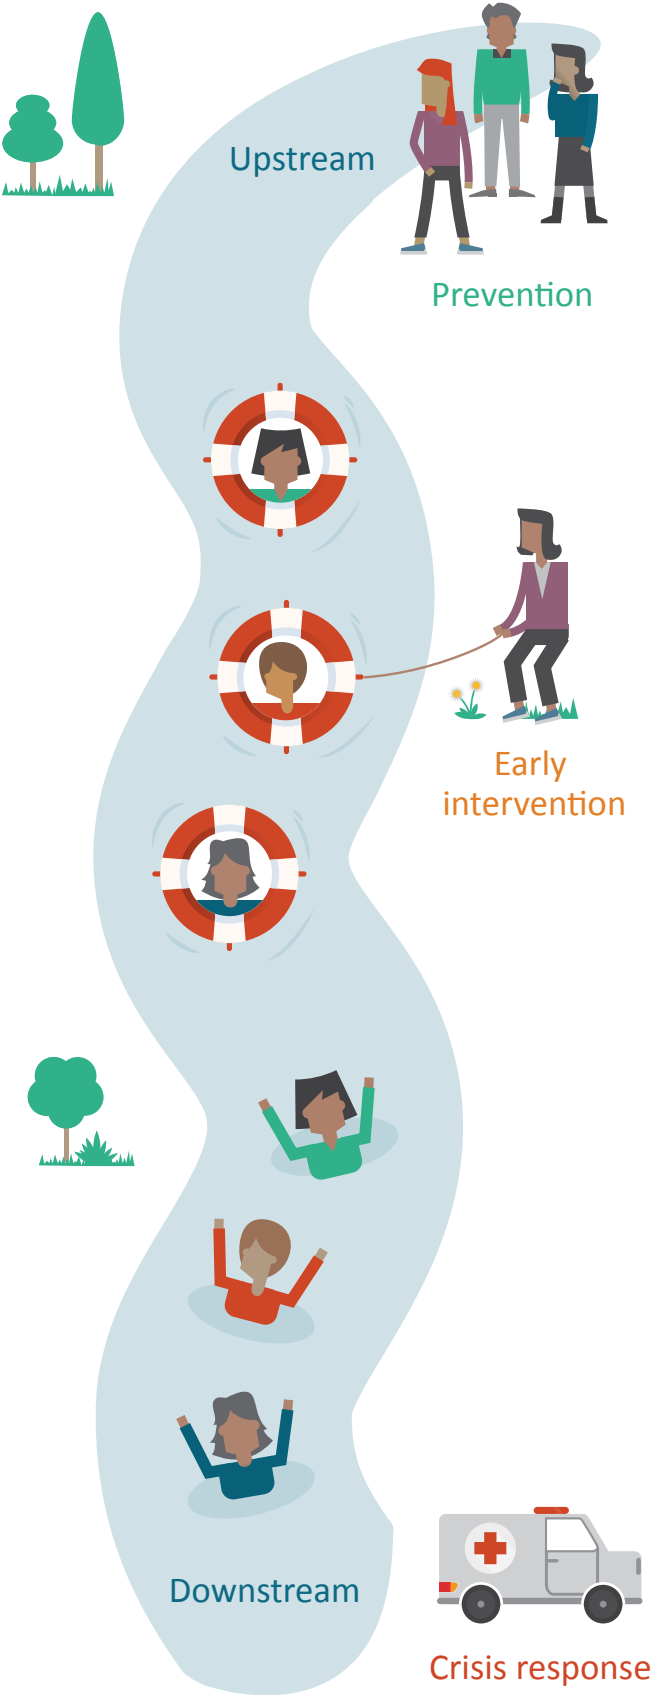 Upstream
Prevention
Early
intervention
Downstream
Crisis response